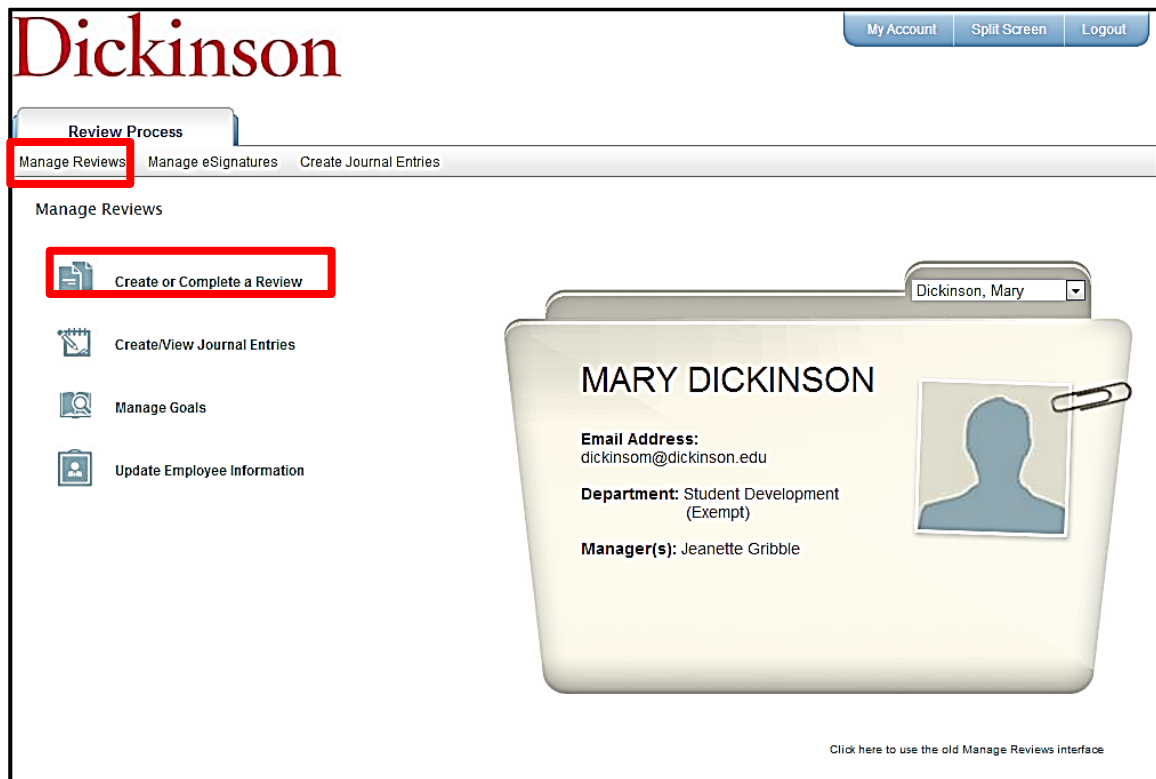 Dickinson
My Account Split Screen Logout
Review Process
Manage Reviews Manage eSignatures Create Journal Entries
Manage Reviews
Create or Complete a Review
Create/View Journal Entries
Manage Goals
Update Employee Information
Dickinson, Mary
MARY DICKINSON
Email Address:
dickinsom@dickinson.edu
Department: Student Development
(Exempt)
Manager(s): Jeanette Gribble
Click here to use the old Manage Reviews interface